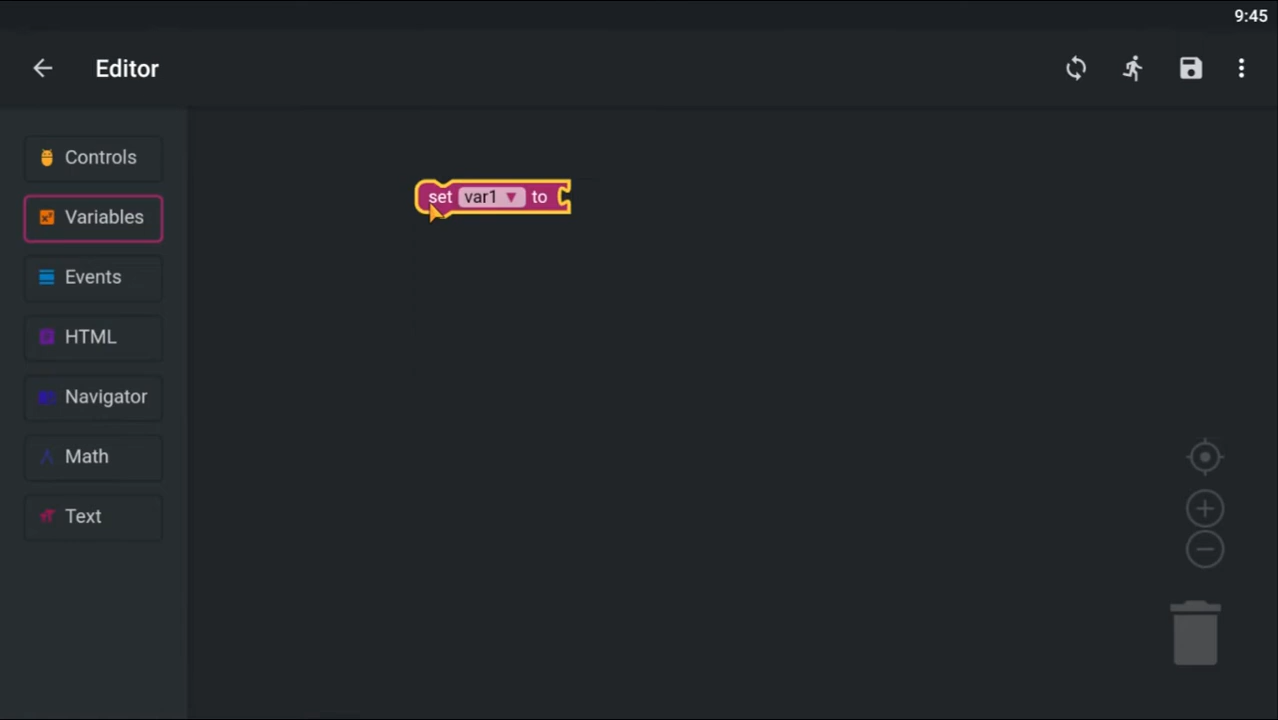 9:45
Editor
Controls
Variables
Events
HTML
Navigator
Math
Text
set var1 to